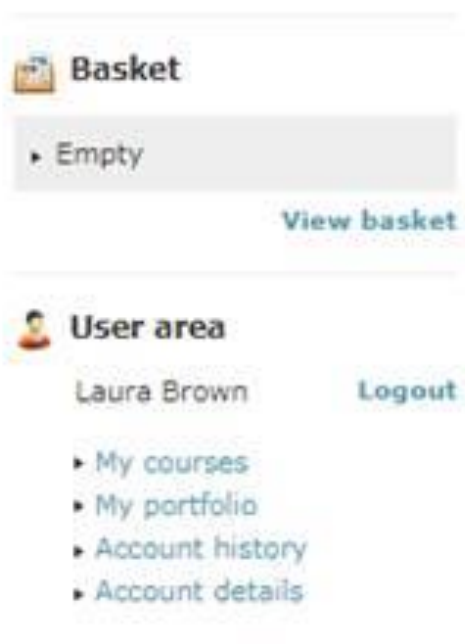 Basket
Empty
View basket
User area
Laura Brown Logout
My courses
My portfolio
Account history
Account details